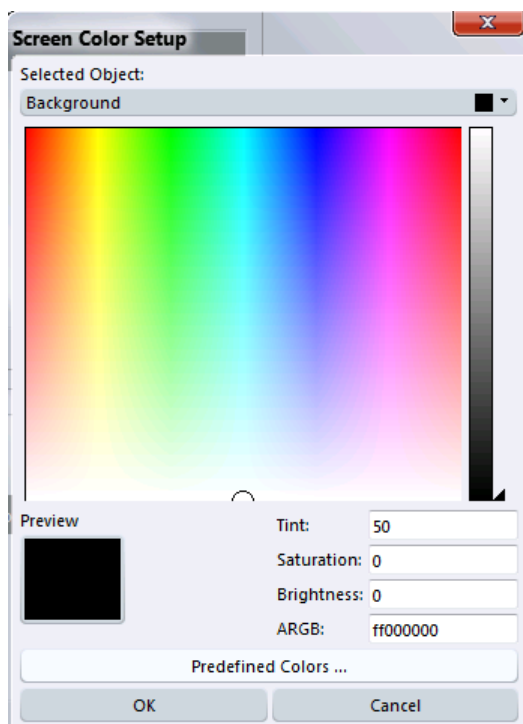 Screen Color Setup
Selected Object:
Background
Preview
Tint: 50
Saturation: 0
Brightness: 0
ARGB: ff000000
Predefined Colors ...
OK Cancel